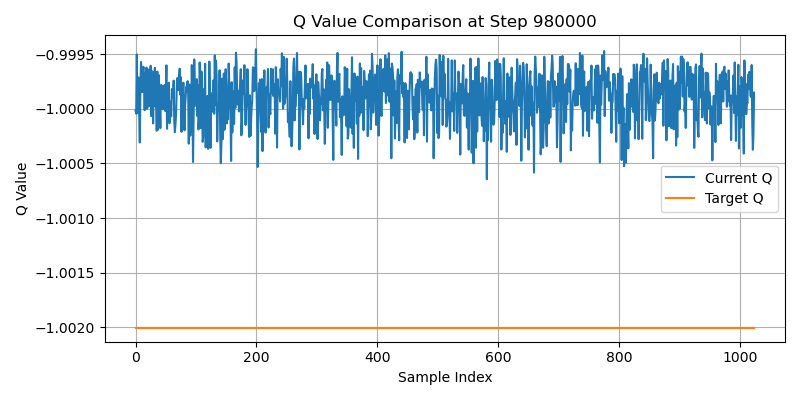 Q Value Comparison at Step 980000
Q Value
−0.9995
−1.0000
−1.0005
−1.0010
−1.0015
−1.0020
Current Q
Target Q
0 200 400 600 800 1000
Sample Index